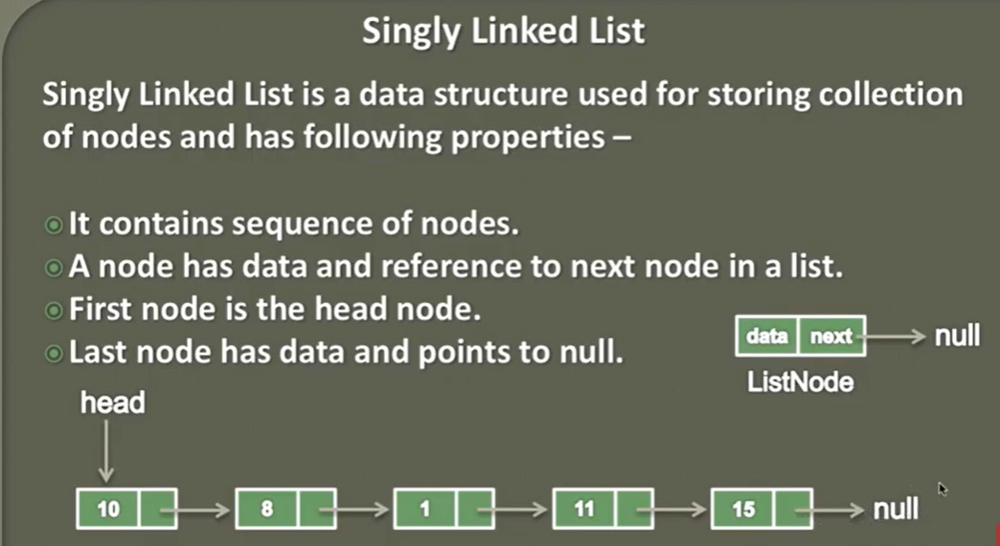 Singly Linked List
Singly Linked List is a data structure used for storing collection
of nodes and has following properties –
It contains sequence of nodes.
A node has data and reference to next node in a list.
First node is the head node.
Last node has data and points to null.
data next null
ListNode
head
10 8 1 11 15 null